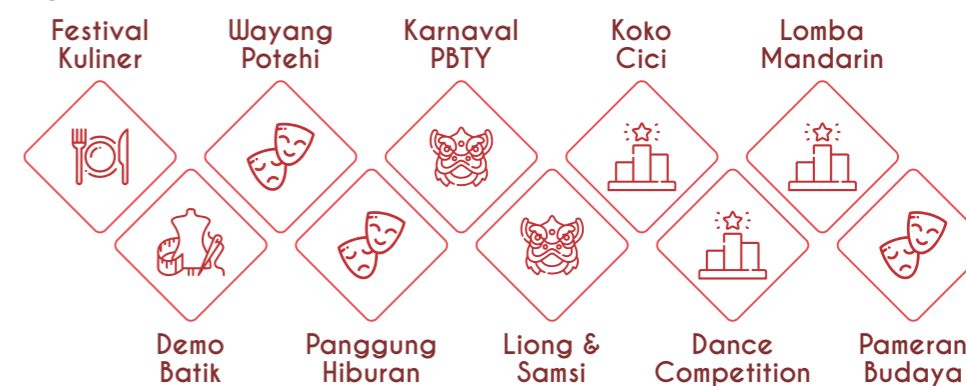 Festival
Kuliner
Wayang
Potehi
Karnaval
PBTY
Koko
Cici
Lomba
Mandarin
Demo
Batik
Panggung
Hiburan
Liong &
Samsi
Dance
Competition
Pameran
Budaya